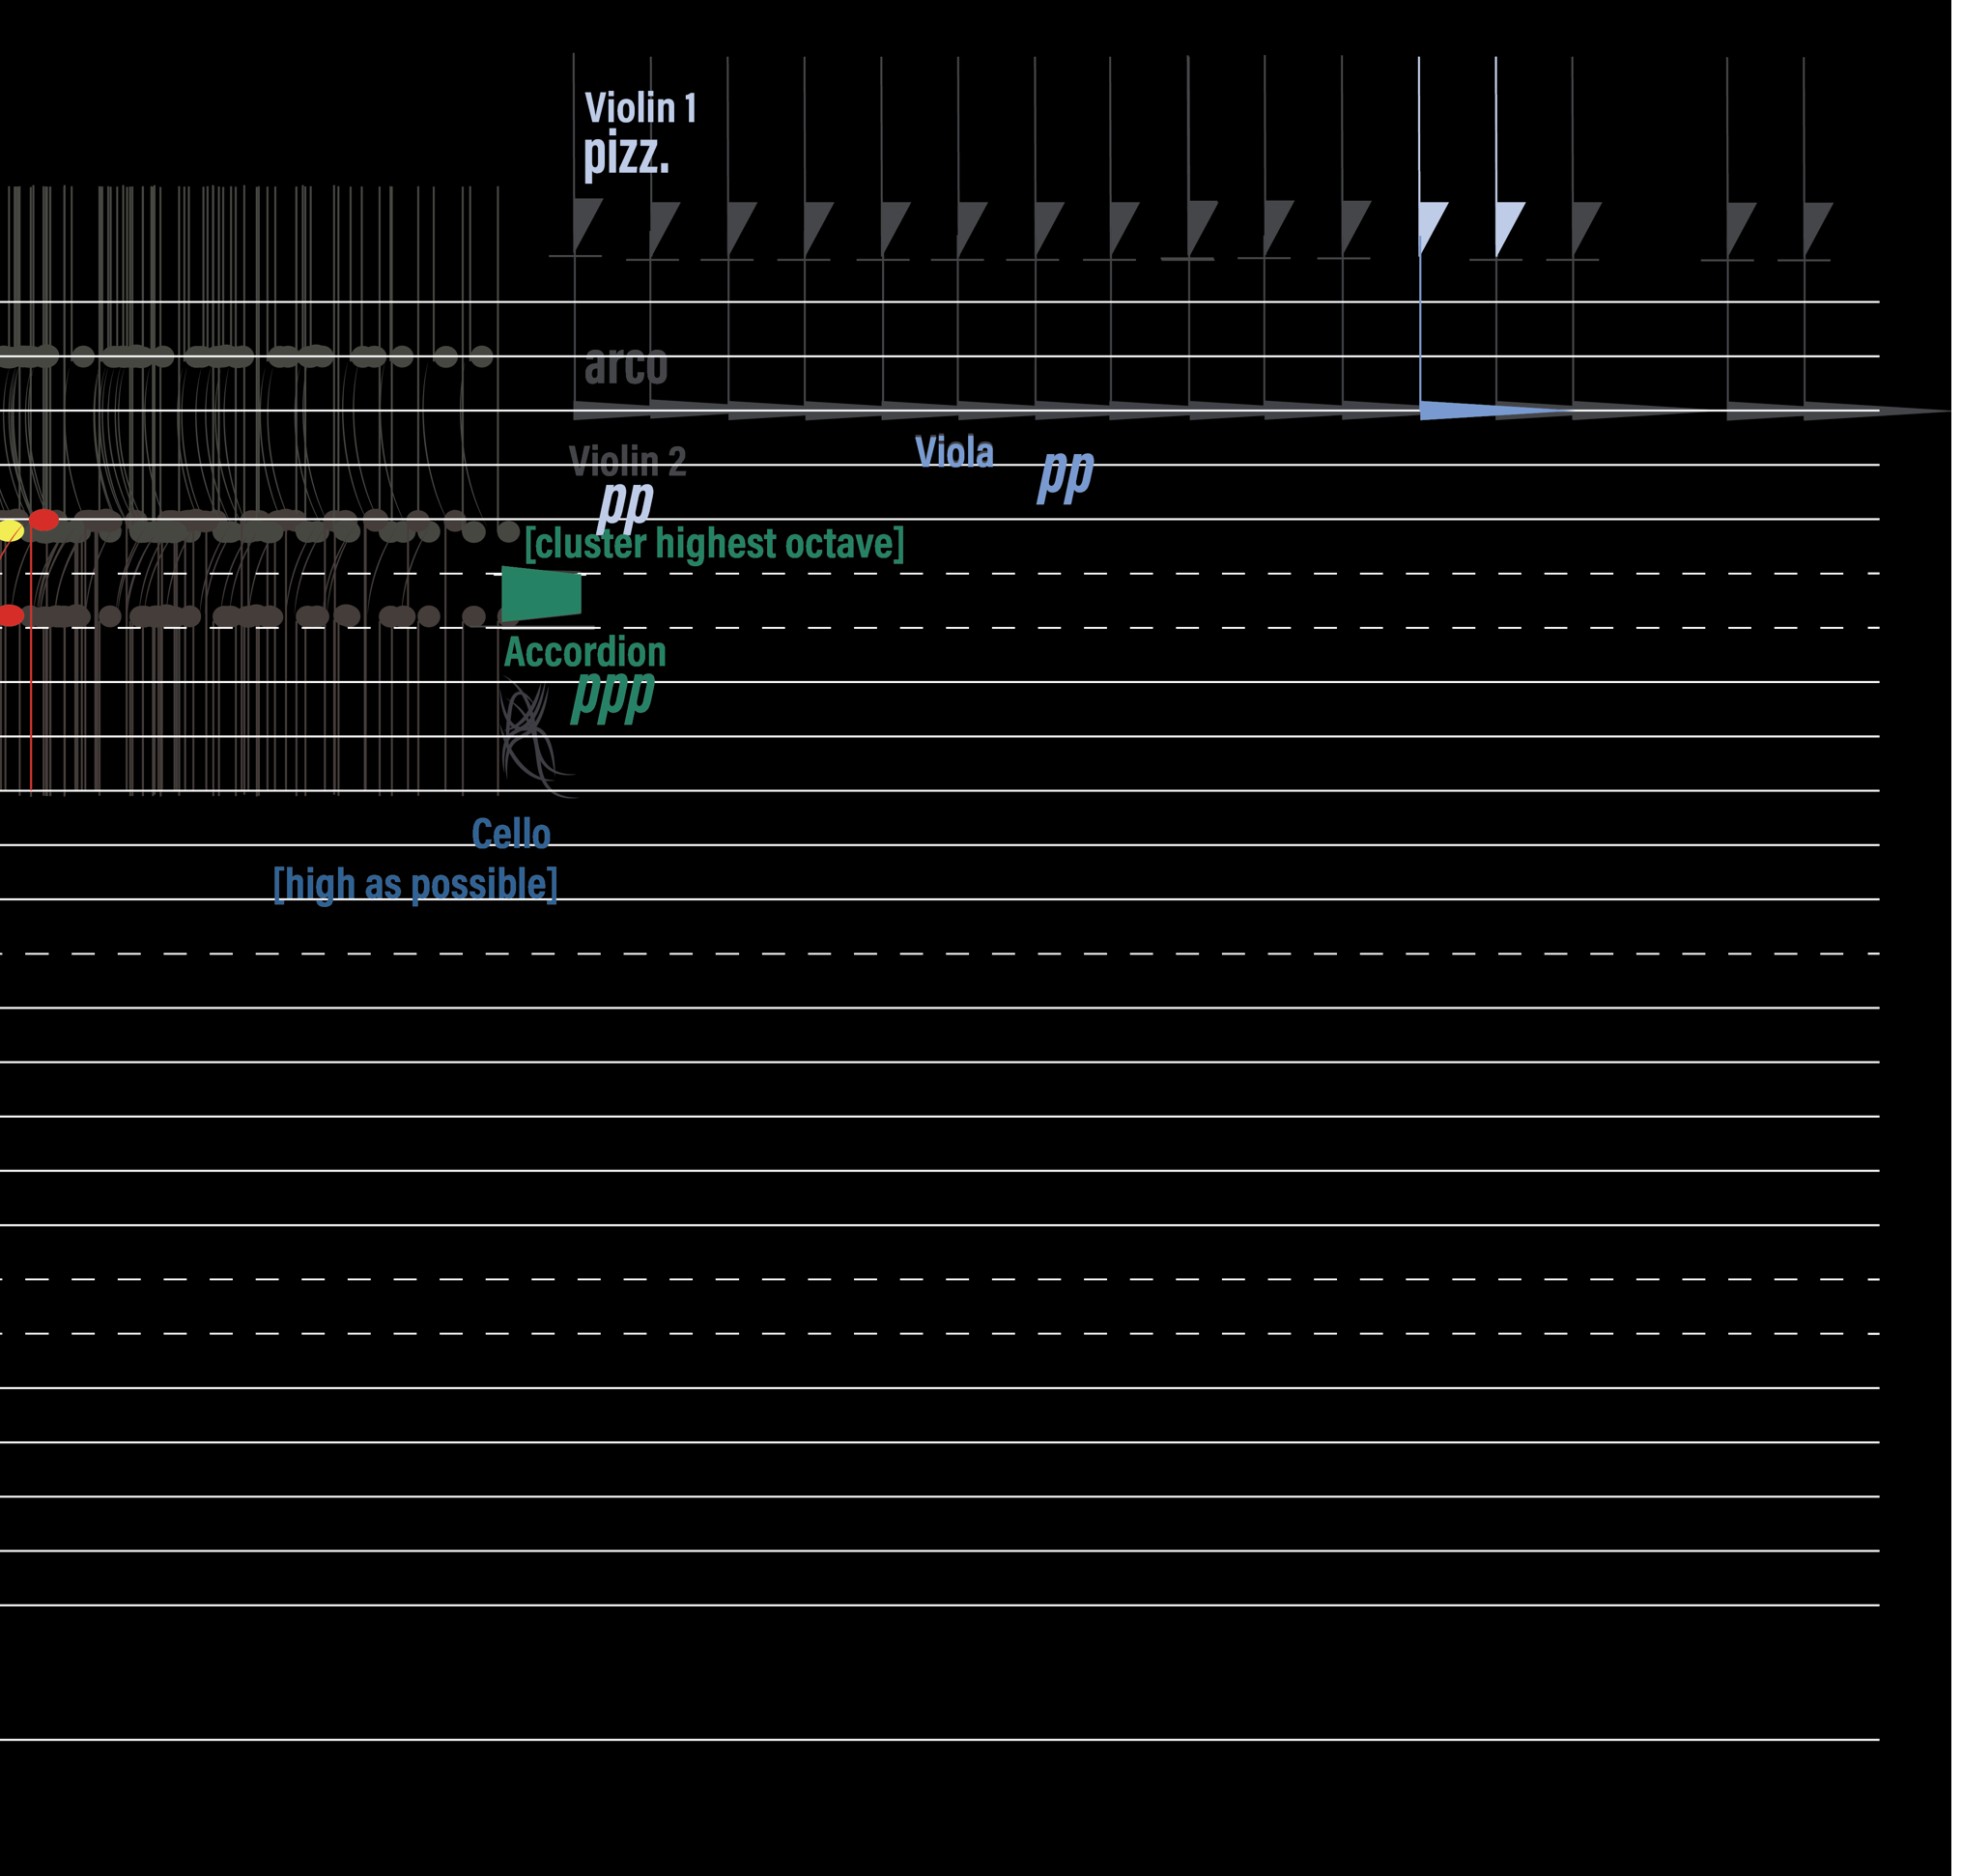 Violin 1
pizz.
arco
Violin 2
pp
Viola
pp
[cluster highest octave]
Accordion
ppp
Cello
[high as possible]